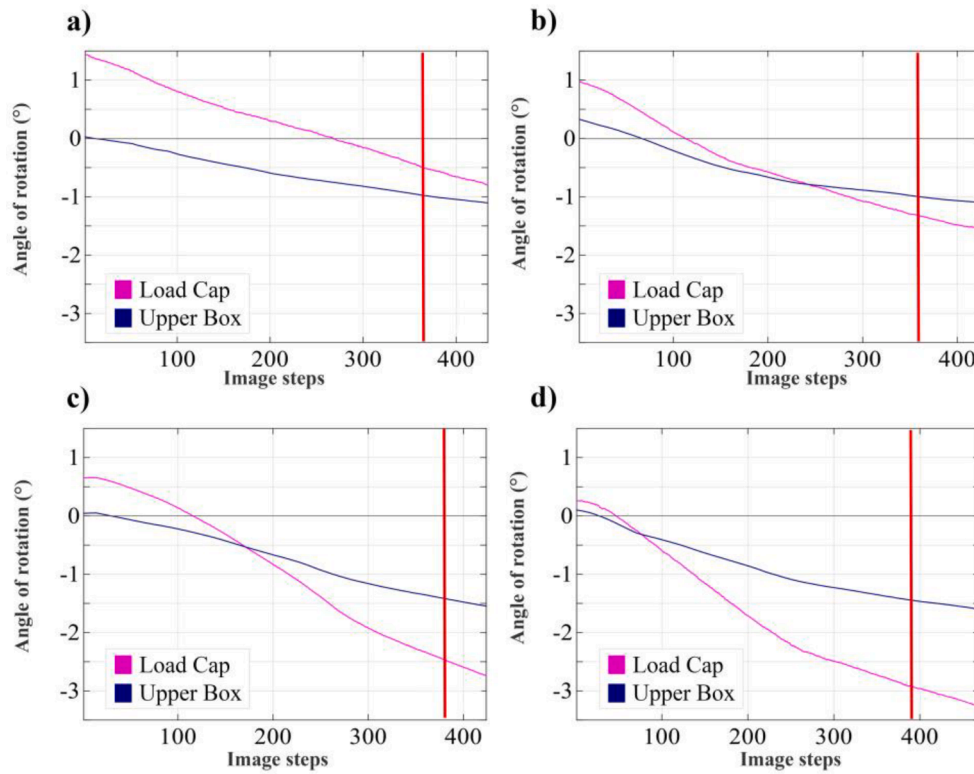 a)
1
0
-1
-2
-3
Angle of rotation (°)
Load Cap
Upper Box
100 200 300 400
Image steps
b)
1
0
-1
-2
-3
Angle of rotation (°)
Load Cap
Upper Box
100 200 300 400
Image steps
c)
1
0
-1
-2
-3
Angle of rotation (°)
Load Cap
Upper Box
100 200 300 400
Image steps
d)
1
0
-1
-2
-3
Angle of rotation (°)
Load Cap
Upper Box
100 200 300 400
Image steps